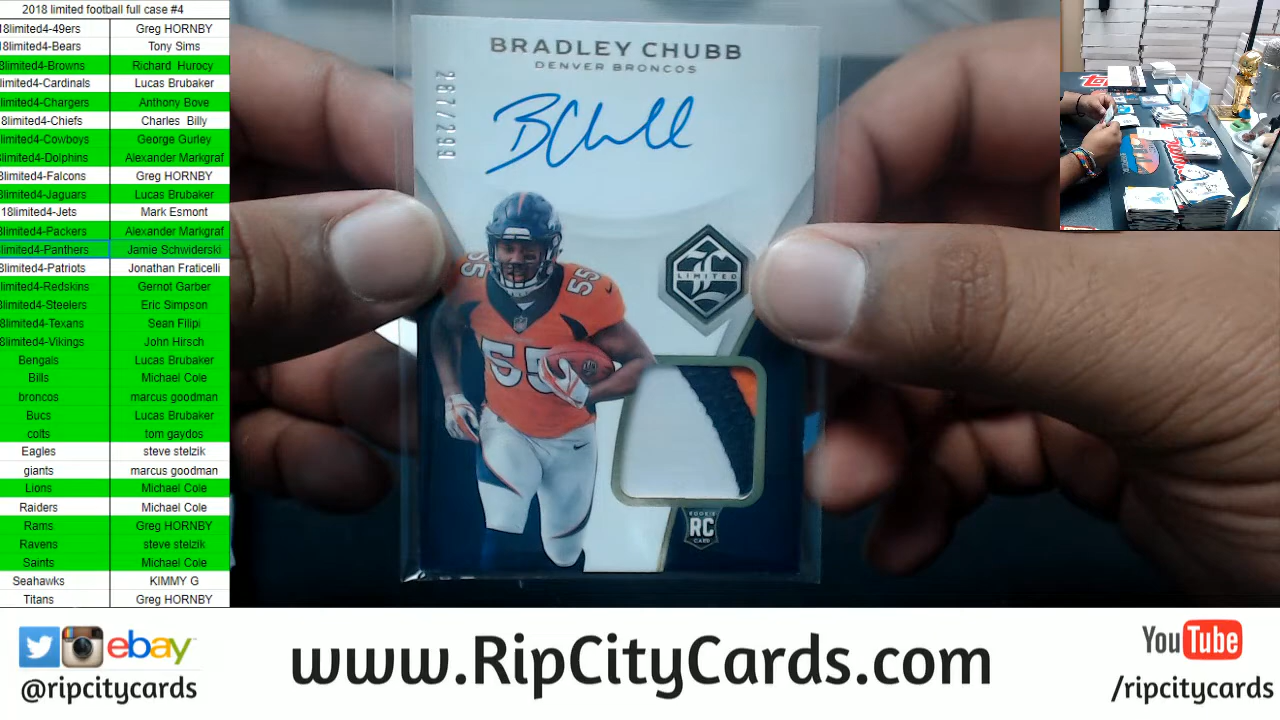 2018 limited football full case #4
18limited4-49ers Greg HORNBY
18limited4-Bears Tony Sims
8limited4-Browns Richard Hurocy
limited4-Cardinals Lucas Brubaker
limited4-Chargers Anthony Bove
8limited4-Chiefs Charles Billy
limited4-Cowboys George Gurley
limited4-Dolphins Alexander Markgraf
8limited4-Falcons Greg HORNBY
8limited4-Jaguars Lucas Brubaker
18limited4-Jets Mark Esmont
8limited4-Packers Alexander Markgraf
limited4-Panthers Jamie Schwiderski
8limited4-Patriots Jonathan Fraticelli
limited4-Redskins Gernot Garber
8limited4-Steelers Eric Simpson
8limited4-Texans Sean Filipi
8limited4-Vikings John Hirsch
Bengals Lucas Brubaker
Bills Michael Cole
broncos marcus goodman
Bucs Lucas Brubaker
colts tom gaydos
Eagles steve stelzik
giants marcus goodman
Lions Michael Cole
Raiders Michael Cole
Rams Greg HORNBY
Ravens steve stelzik
Saints Michael Cole
Seahawks KIMMY G
Titans Greg HORNBY
BRADLEY CHUBB
DENVER BRONCOS
287/299
B Chubb
55
55
55
LIMITED
ROOKIE
RC
CARD
ebay
@ripcitycards
www.RipCityCards.com
YouTube
/ripcitycards